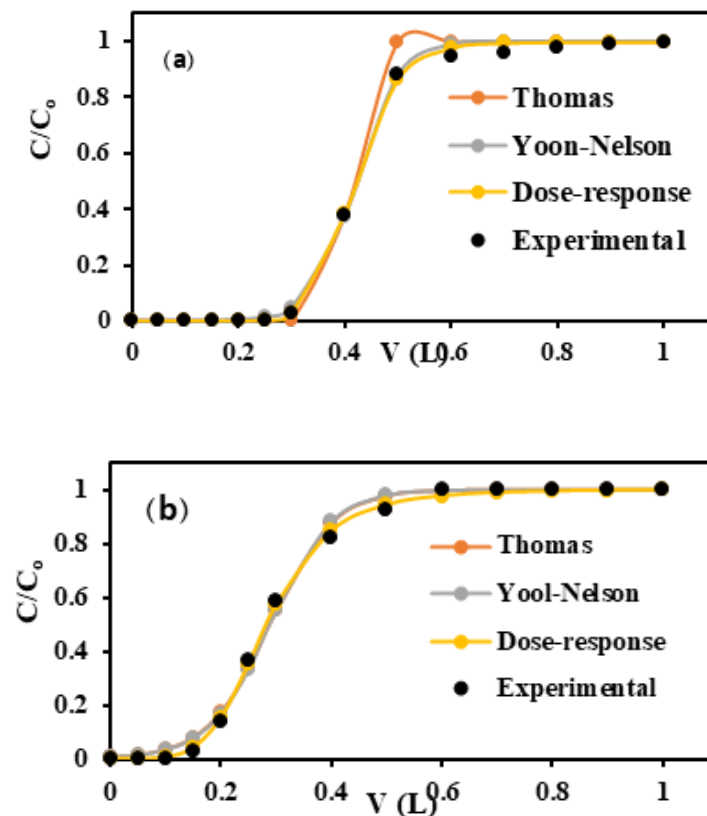 (a)
1
0.8
0.6
0.4
0.2
0
C/Co
Thomas
Yoon-Nelson
Dose-response
Experimental
0 0.2 0.4 0.6 0.8 1
V (L)
(b)
1
0.8
0.6
0.4
0.2
0
C/Co
Thomas
Yool-Nelson
Dose-response
Experimental
0 0.2 0.4 0.6 0.8 1
V (L)